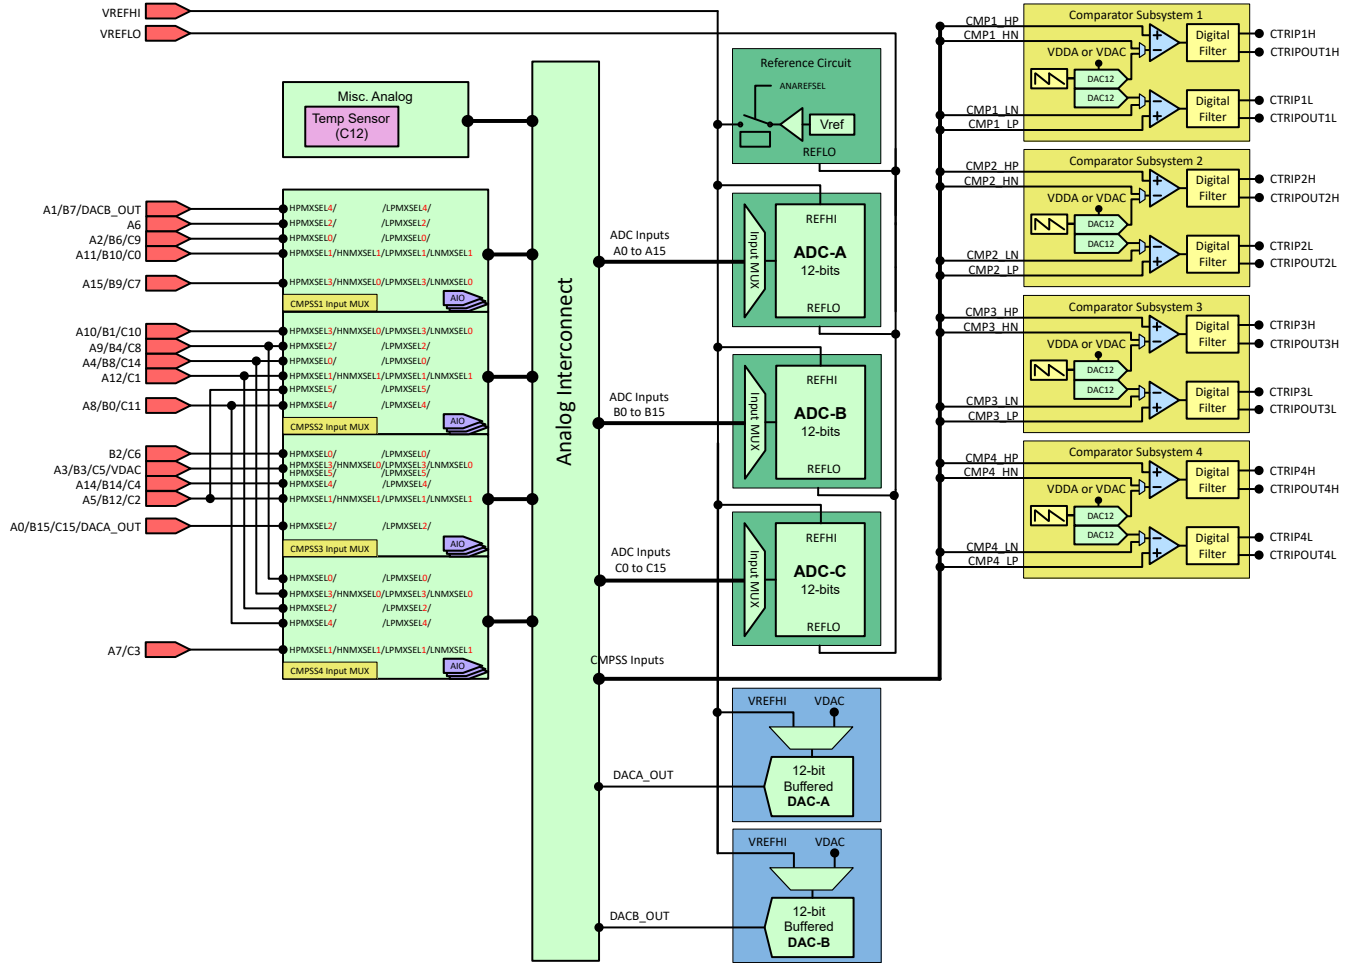 VREFHI
VREFLO
Misc. Analog
Temp Sensor
(C12)
A1/B7/DACB_OUT
A6
A2/B6/C9
A11/B10/C0
A15/B9/C7
HPMXSEL4/ /LPMXSEL4/
HPMXSEL2/ /LPMXSEL2/
HPMXSEL0/ /LPMXSEL0/
HPMXSEL1/HNMXSEL1/LPMXSEL1/LNMXSEL1
HPMXSEL3/HNMXSEL0/LPMXSEL3/LNMXSEL0
CMPSS1 Input MUX
AIO
A10/B1/C10
A9/B4/C8
A4/B8/C14
A12/C1
A8/B0/C11
HPMXSEL3/HNMXSEL0/LPMXSEL3/LNMXSEL0
HPMXSEL2/ /LPMXSEL2/
HPMXSEL0/ /LPMXSEL0/
HPMXSEL1/HNMXSEL1/LPMXSEL1/LNMXSEL1
HPMXSEL5/ /LPMXSEL5/
HPMXSEL4/ /LPMXSEL4/
CMPSS2 Input MUX
AIO
B2/C6
A3/B3/C5/VDAC
A14/B14/C4
A5/B12/C2
A0/B15/C15/DACA_OUT
HPMXSEL0/ /LPMXSEL0/
HPMXSEL3/HNMXSEL0/LPMXSEL3/LNMXSEL0
HPMXSEL5/ /LPMXSEL5/
HPMXSEL4/ /LPMXSEL4/
HPMXSEL1/HNMXSEL1/LPMXSEL1/LNMXSEL1
HPMXSEL2/ /LPMXSEL2/
CMPSS3 Input MUX
AIO
HPMXSEL0/ /LPMXSEL0/
HPMXSEL3/HNMXSEL0/LPMXSEL3/LNMXSEL0
HPMXSEL2/ /LPMXSEL2/
HPMXSEL4/ /LPMXSEL4/
A7/C3
HPMXSEL1/HNMXSEL1/LPMXSEL1/LNMXSEL1
CMPSS4 Input MUX
AIO
Analog Interconnect
Reference Circuit
ANAREFSEL
Vref
REFLO
ADC Inputs
A0 to A15
Input MUX
REFHI
ADC-A
12-bits
REFLO
ADC Inputs
B0 to B15
Input MUX
REFHI
ADC-B
12-bits
REFLO
ADC Inputs
C0 to C15
Input MUX
REFHI
ADC-C
12-bits
REFLO
CMPSS Inputs
VREFHI VDAC
DACA_OUT
12-bit
Buffered
DAC-A
VREFHI VDAC
DACB_OUT
12-bit
Buffered
DAC-B
Comparator Subsystem 1
CMP1_HP
CMP1_HN
VDDA or VDAC
DAC12
DAC12
CMP1_LN
CMP1_LP
Digital
Filter
Digital
Filter
CTRIP1H
CTRIPOUT1H
CTRIP1L
CTRIPOUT1L
Comparator Subsystem 2
CMP2_HP
CMP2_HN
VDDA or VDAC
DAC12
DAC12
CMP2_LN
CMP2_LP
Digital
Filter
Digital
Filter
CTRIP2H
CTRIPOUT2H
CTRIP2L
CTRIPOUT2L
Comparator Subsystem 3
CMP3_HP
CMP3_HN
VDDA or VDAC
DAC12
DAC12
CMP3_LN
CMP3_LP
Digital
Filter
Digital
Filter
CTRIP3H
CTRIPOUT3H
CTRIP3L
CTRIPOUT3L
Comparator Subsystem 4
CMP4_HP
CMP4_HN
VDDA or VDAC
DAC12
DAC12
CMP4_LN
CMP4_LP
Digital
Filter
Digital
Filter
CTRIP4H
CTRIPOUT4H
CTRIP4L
CTRIPOUT4L